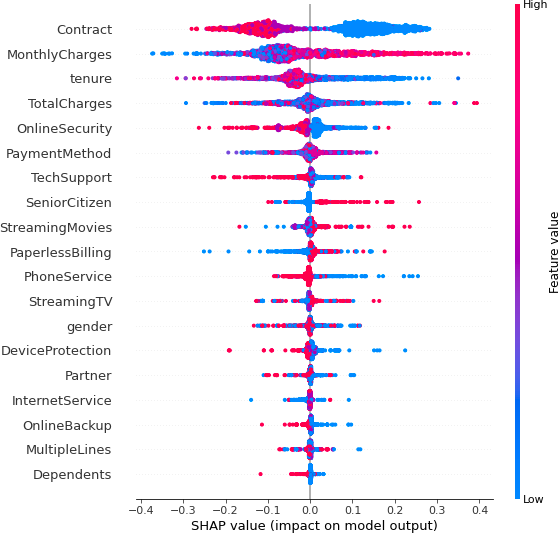 High
Contract
MonthlyCharges
tenure
TotalCharges
OnlineSecurity
PaymentMethod
TechSupport
SeniorCitizen
StreamingMovies
PaperlessBilling
PhoneService
StreamingTV
gender
DeviceProtection
Partner
InternetService
OnlineBackup
MultipleLines
Dependents
Feature value
Low
−0.4 −0.3 −0.2 −0.1 0.0 0.1 0.2 0.3 0.4
SHAP value (impact on model output)